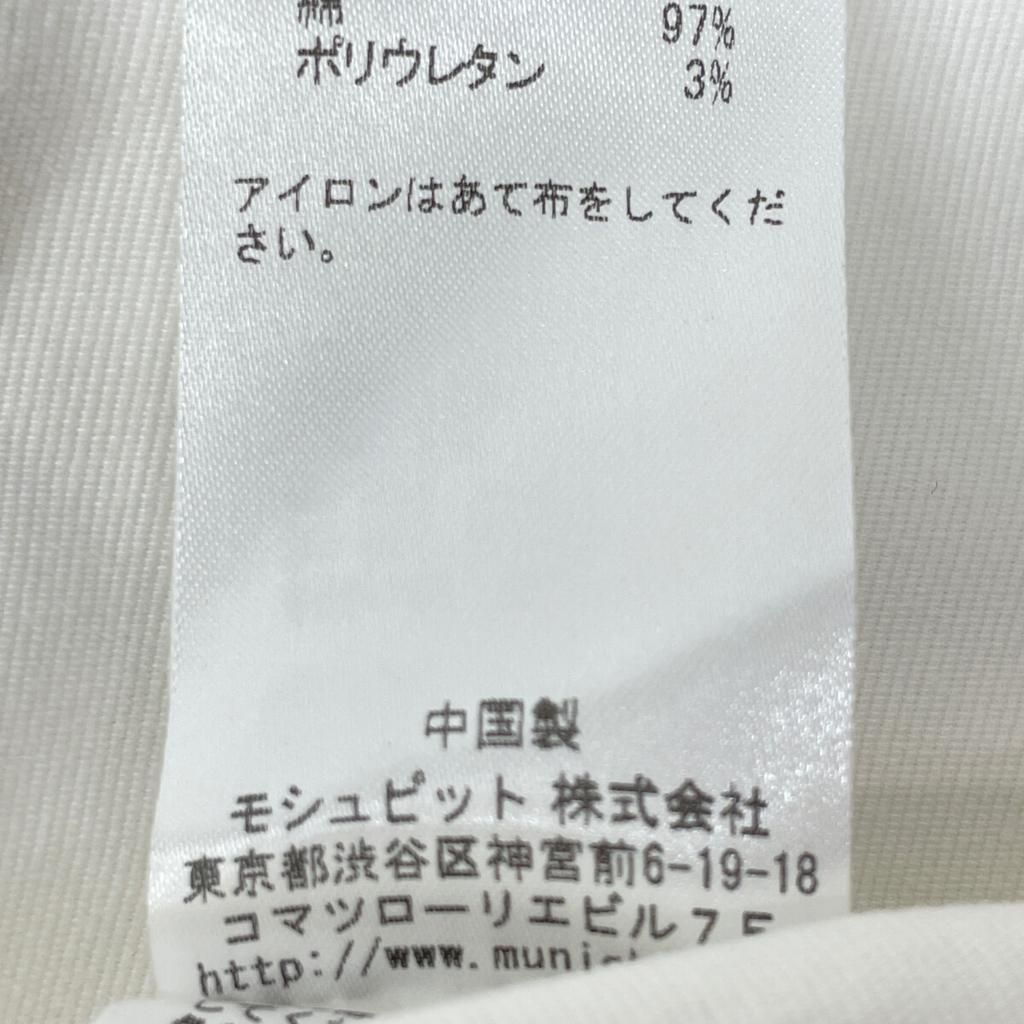 綿 97%
ポリウレタン 3%
アイロンはあて布をしてくだ
さい。
中国製
モシュピット 株式会社
東京都渋谷区神宮前6-19-18
コマツローリエビル7F
http://www.munic